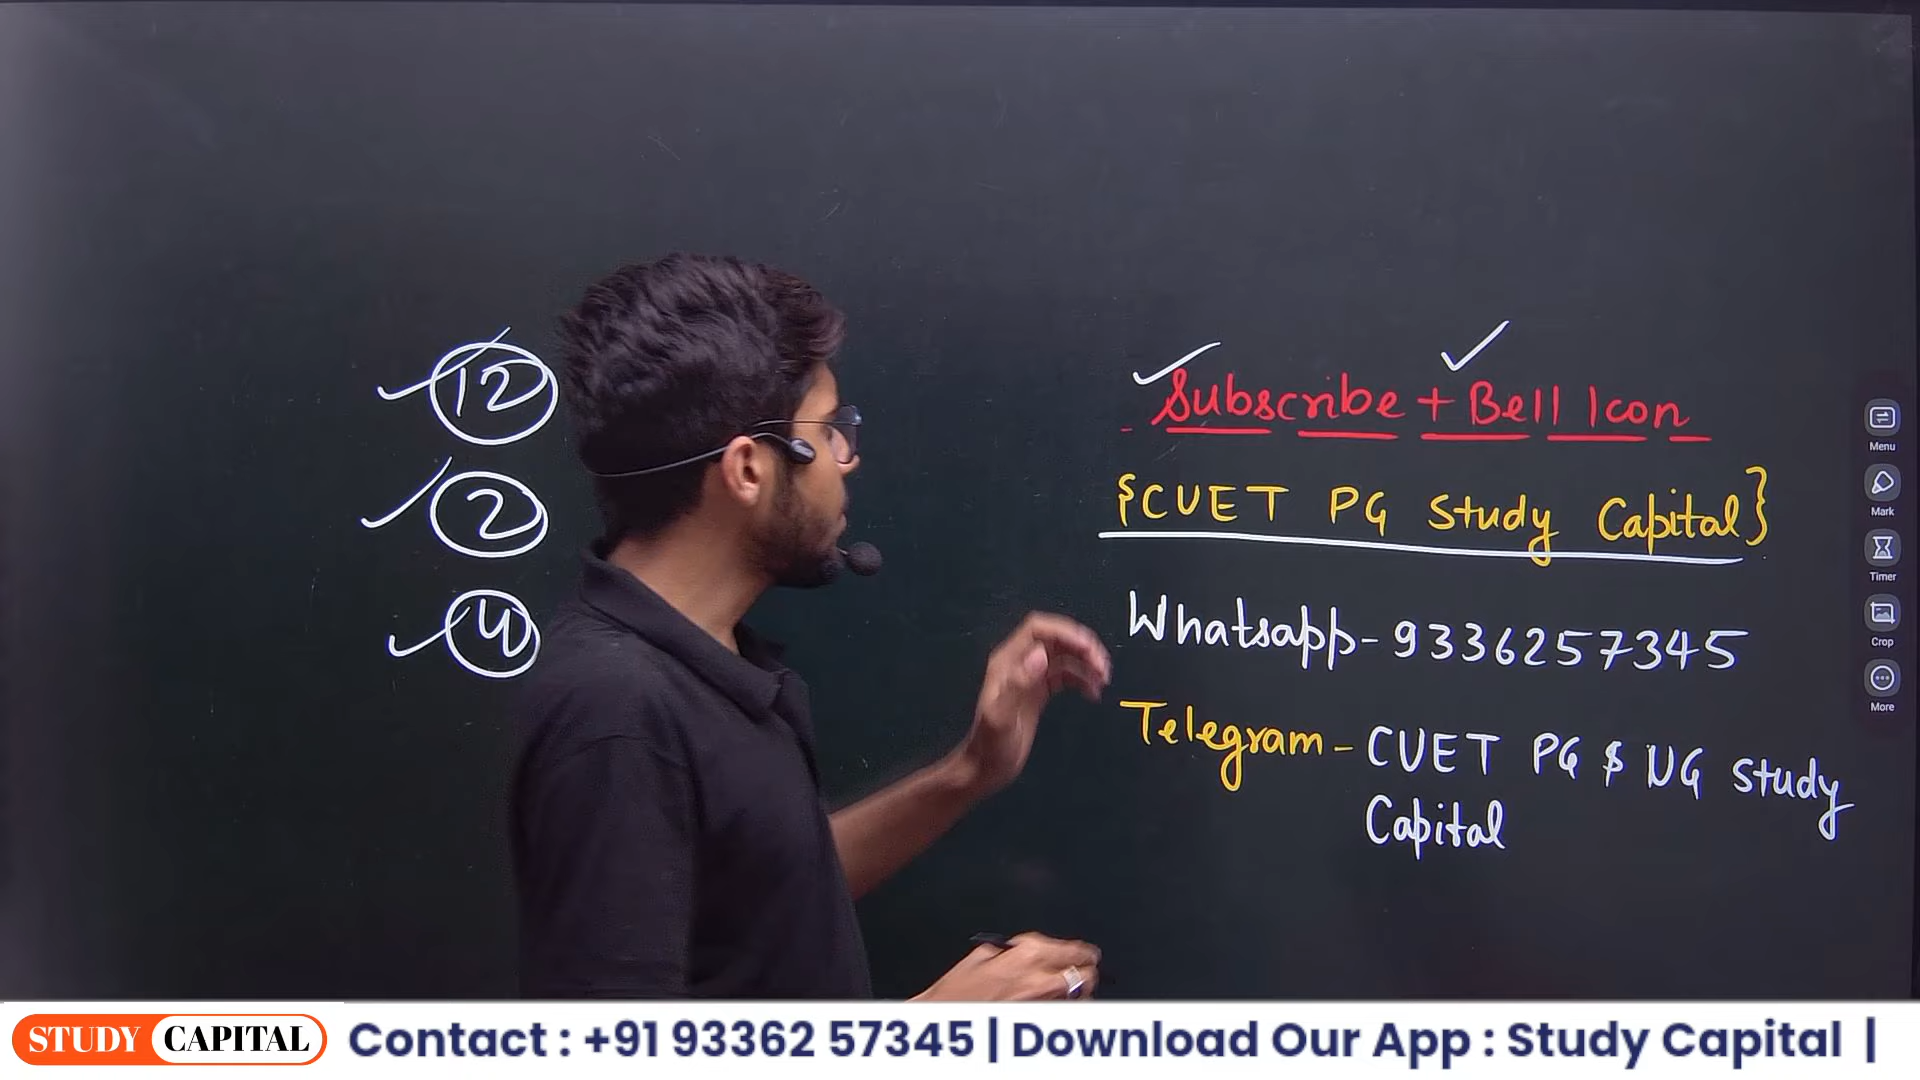 12
2
4
Subscribe + Bell Icon
{CUET PG Study Capital}
Whatsapp - 9336257345
Telegram - CUET PG & UG Study
Capital
Menu
Mark
Timer
Crop
More
STUDY CAPITAL Contact : +91 93362 57345 | Download Our App : Study Capital |